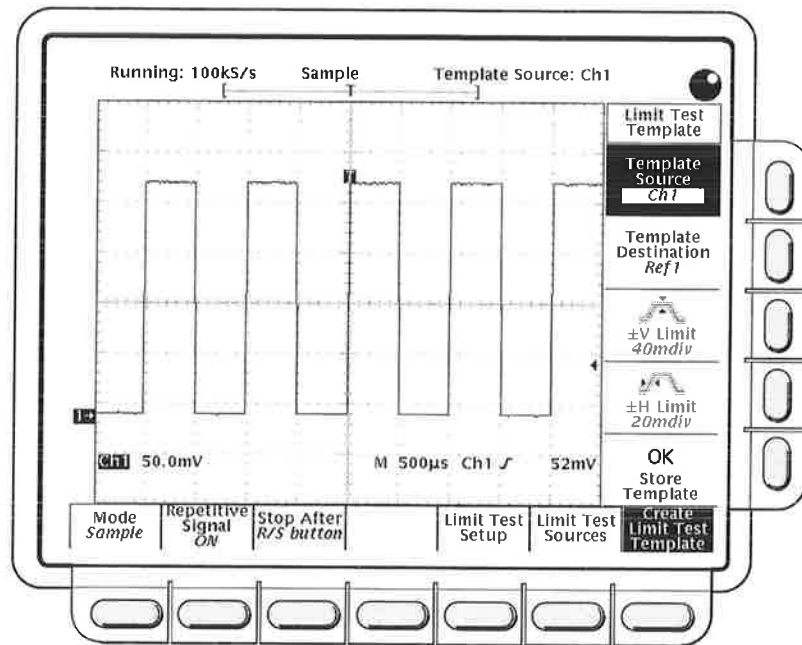 Running: 100kS/s Sample Template Source: Ch1
T
1→
Ch1 50.0mV M 500µs Ch1 ƒ 52mV
Limit Test
Template
Template
Source
Ch1
Template
Destination
Ref1
±V Limit
40mdiv
±H Limit
20mdiv
OK
Store
Template
Mode
Sample
Repetitive
Signal
ON
Stop After
R/S button
Limit Test
Setup
Limit Test
Sources
Create
Limit Test
Template